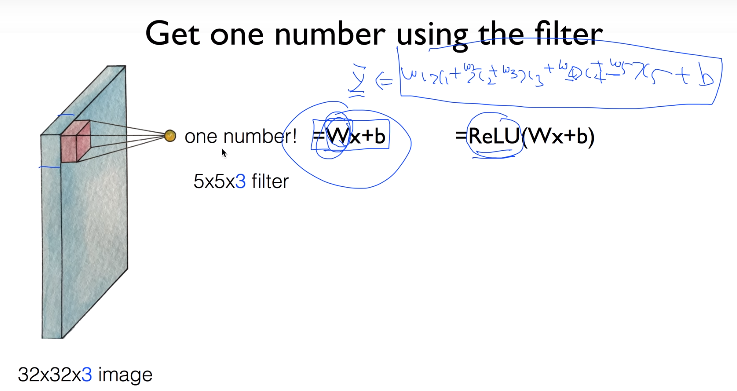 Get one number using the filter
ŷ ⇐ w1x1+w2x2+w3x3+w4x4+w5x5+b
one number! =Wx+b =ReLU(Wx+b)
5x5x3 filter
32x32x3 image